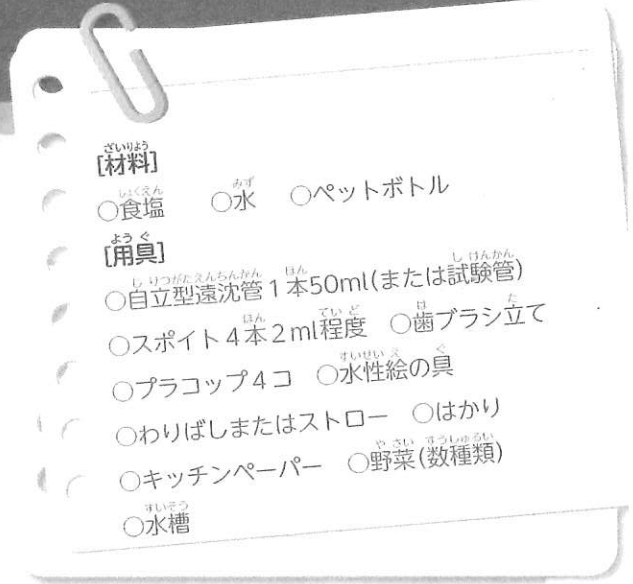 [材料]
○食塩 ○水 ○ペットボトル
[用具]
○自立型遠沈管1本50ml(または試験管)
○スポイト4本2ml程度 ○歯ブラシ立て
○プラコップ4コ ○水性絵の具
○わりばしまたはストロー ○はかり
○キッチンペーパー ○野菜(数種類)
○水槽